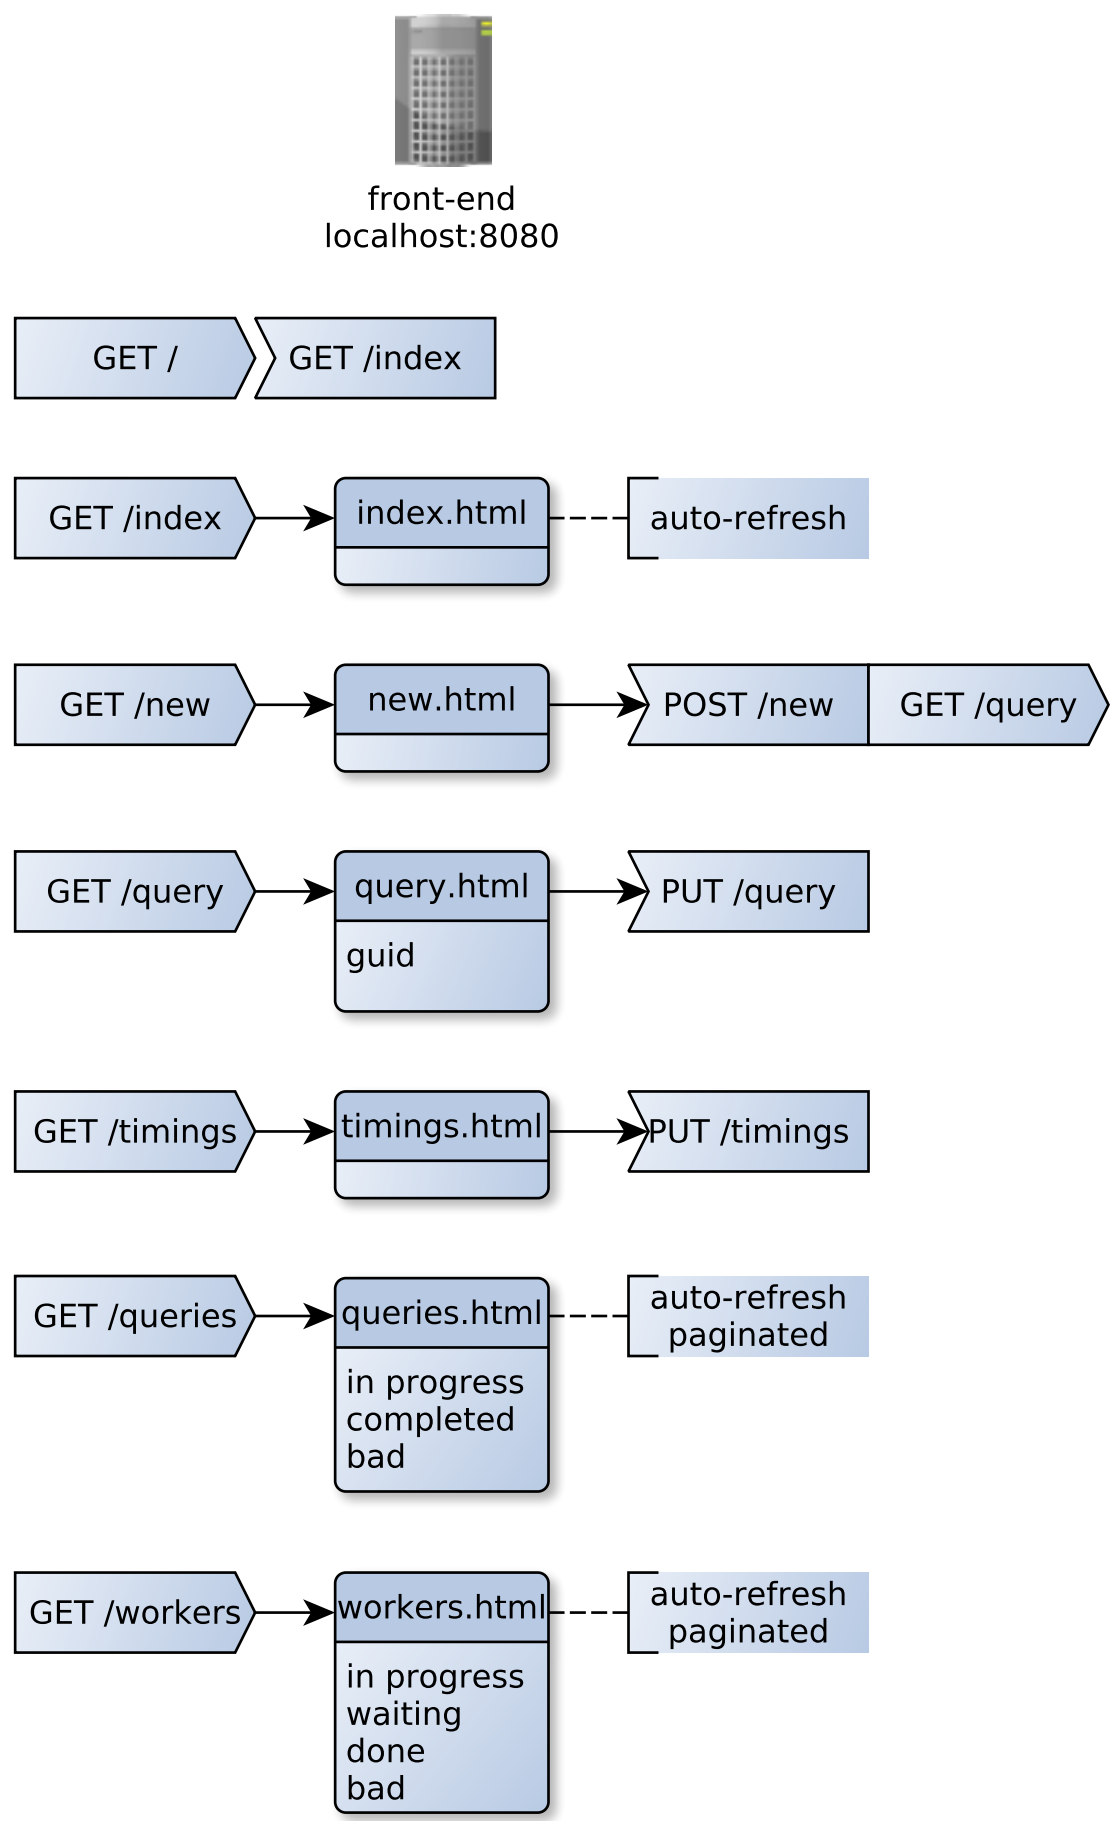 front-end
localhost:8080
GET /
GET /index
GET /index
index.html
auto-refresh
GET /new
new.html
POST /new
GET /query
GET /query
query.html
PUT /query
guid
GET /timings
timings.html
PUT /timings
GET /queries
queries.html
auto-refresh
paginated
in progress
completed
bad
GET /workers
workers.html
auto-refresh
paginated
in progress
waiting
done
bad